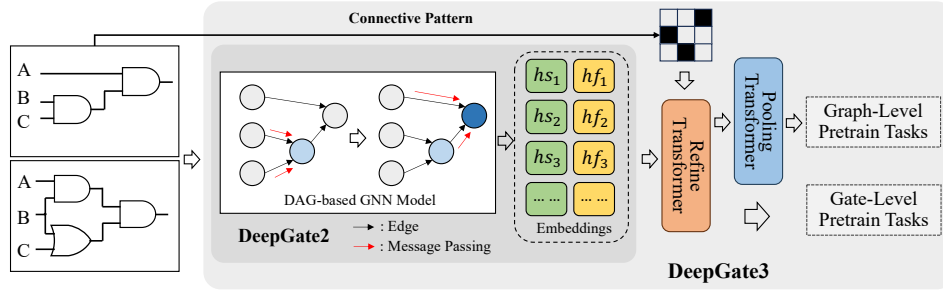 Connective Pattern
A
B
C
A
B
C
DAG-based GNN Model
DeepGate2
: Edge
: Message Passing
hs1 hf1
hs2 hf2
hs3 hf3
... ... ... ...
Embeddings
Refine
Transformer
Pooling
Transformer
Graph-Level
Pretrain Tasks
Gate-Level
Pretrain Tasks
DeepGate3